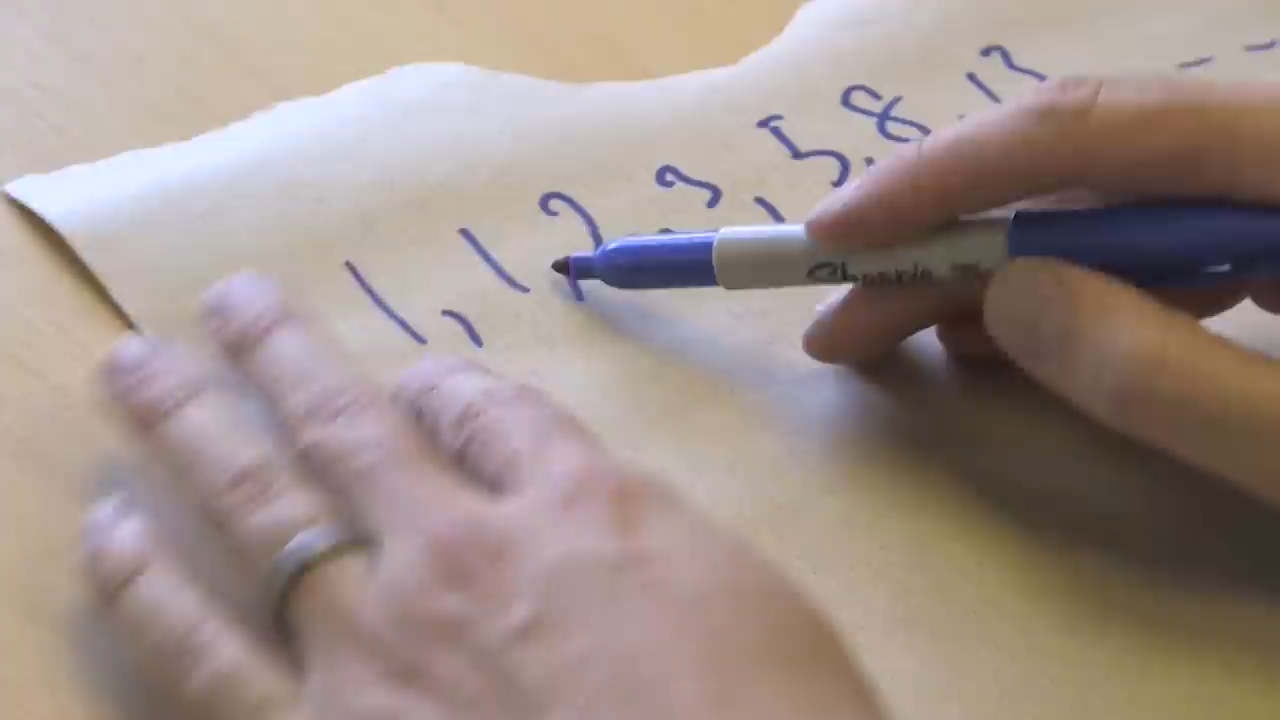 1, 1, 2, 3, 5, 8, 13